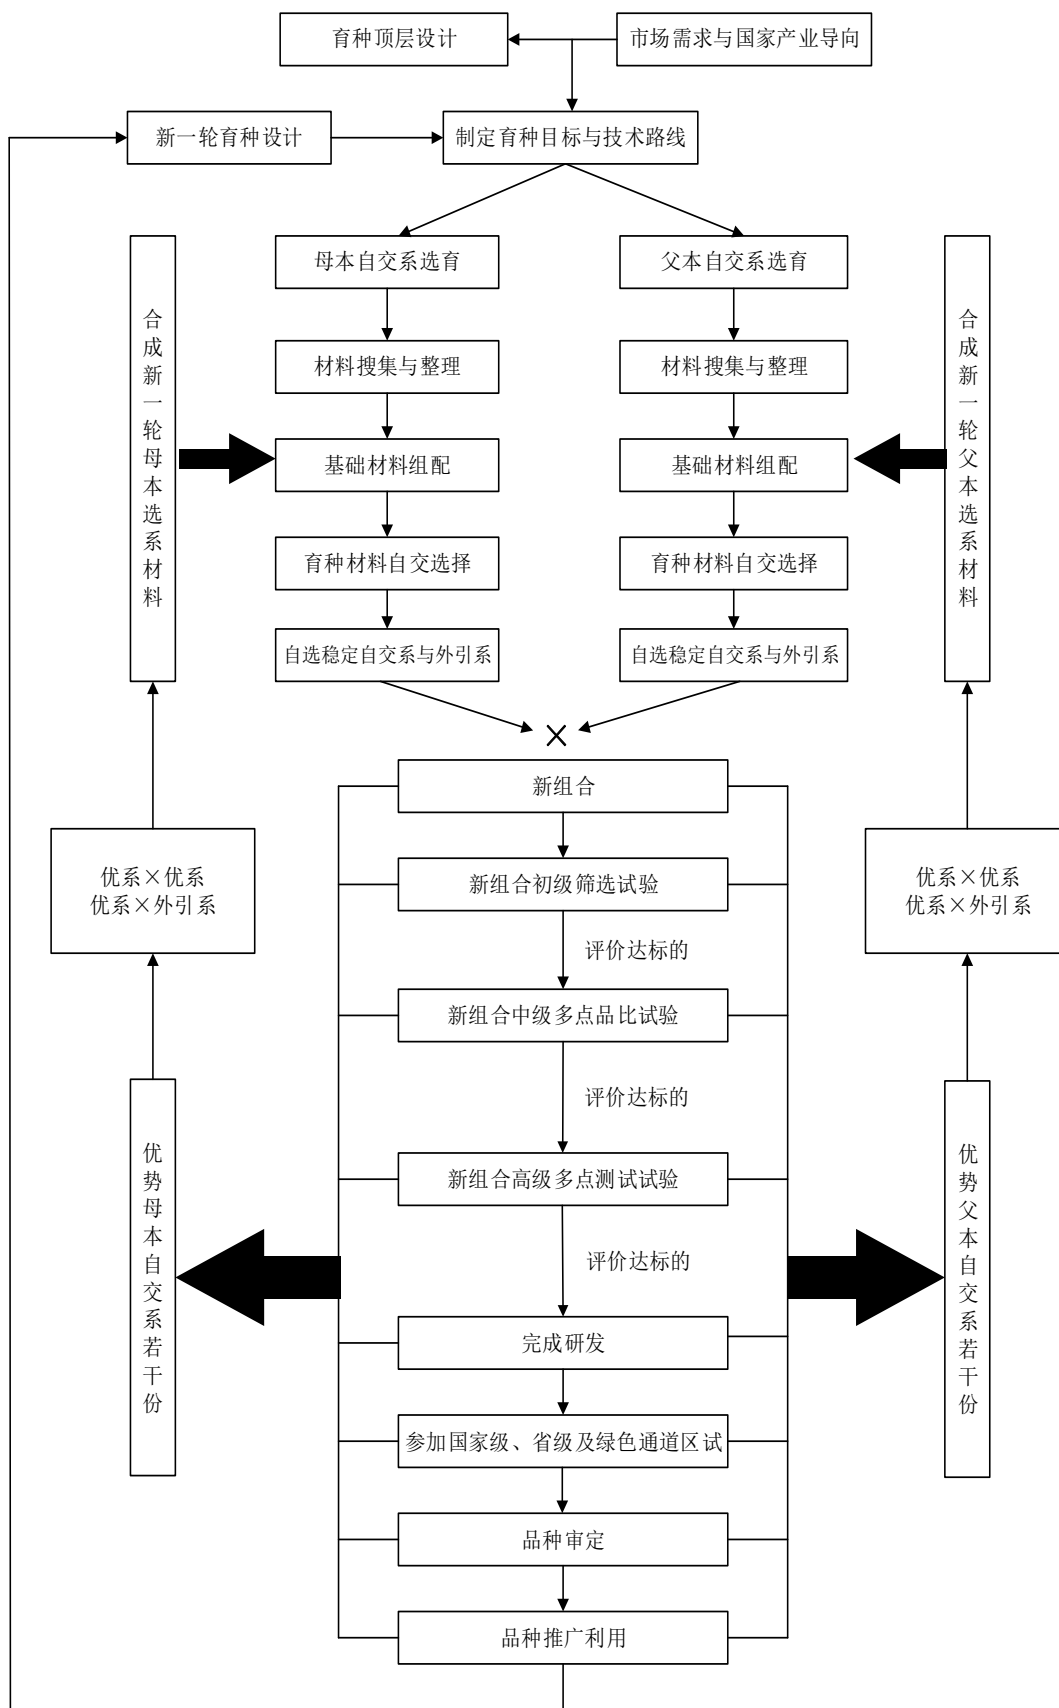 育种顶层设计
市场需求与国家产业导向
新一轮育种设计
制定育种目标与技术路线
母本自交系选育
父本自交系选育
材料搜集与整理
材料搜集与整理
基础材料组配
基础材料组配
育种材料自交选择
育种材料自交选择
自选稳定自交系与外引系
自选稳定自交系与外引系
合成新一轮母本选系材料
合成新一轮父本选系材料
×
新组合
优系×优系
优系×外引系
优系×优系
优系×外引系
新组合初级筛选试验
评价达标的
新组合中级多点品比试验
评价达标的
新组合高级多点测试试验
评价达标的
优势母本自交系若干份
优势父本自交系若干份
完成研发
参加国家级、省级及绿色通道区试
品种审定
品种推广利用